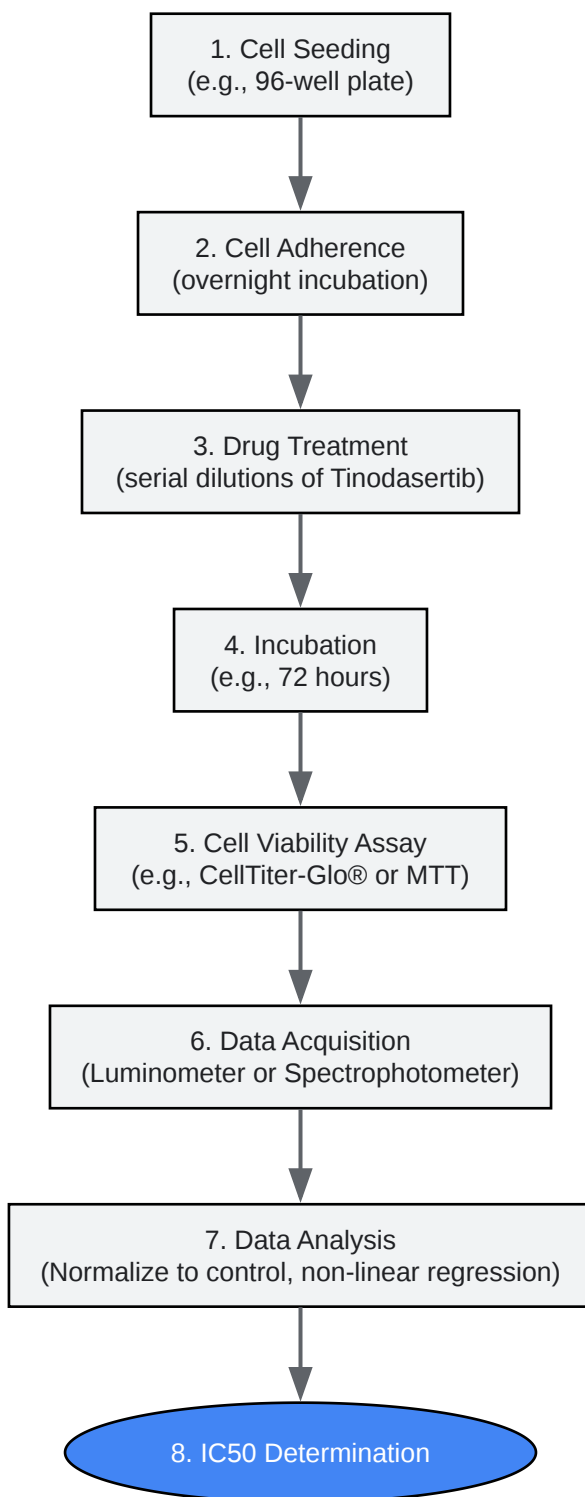 1. Cell Seeding
(e.g., 96-well plate)
2. Cell Adherence
(overnight incubation)
3. Drug Treatment
(serial dilutions of Tinodasertib)
4. Incubation
(e.g., 72 hours)
5. Cell Viability Assay
(e.g., CellTiter-Glo® or MTT)
6. Data Acquisition
(Luminometer or Spectrophotometer)
7. Data Analysis
(Normalize to control, non-linear regression)
8. IC50 Determination